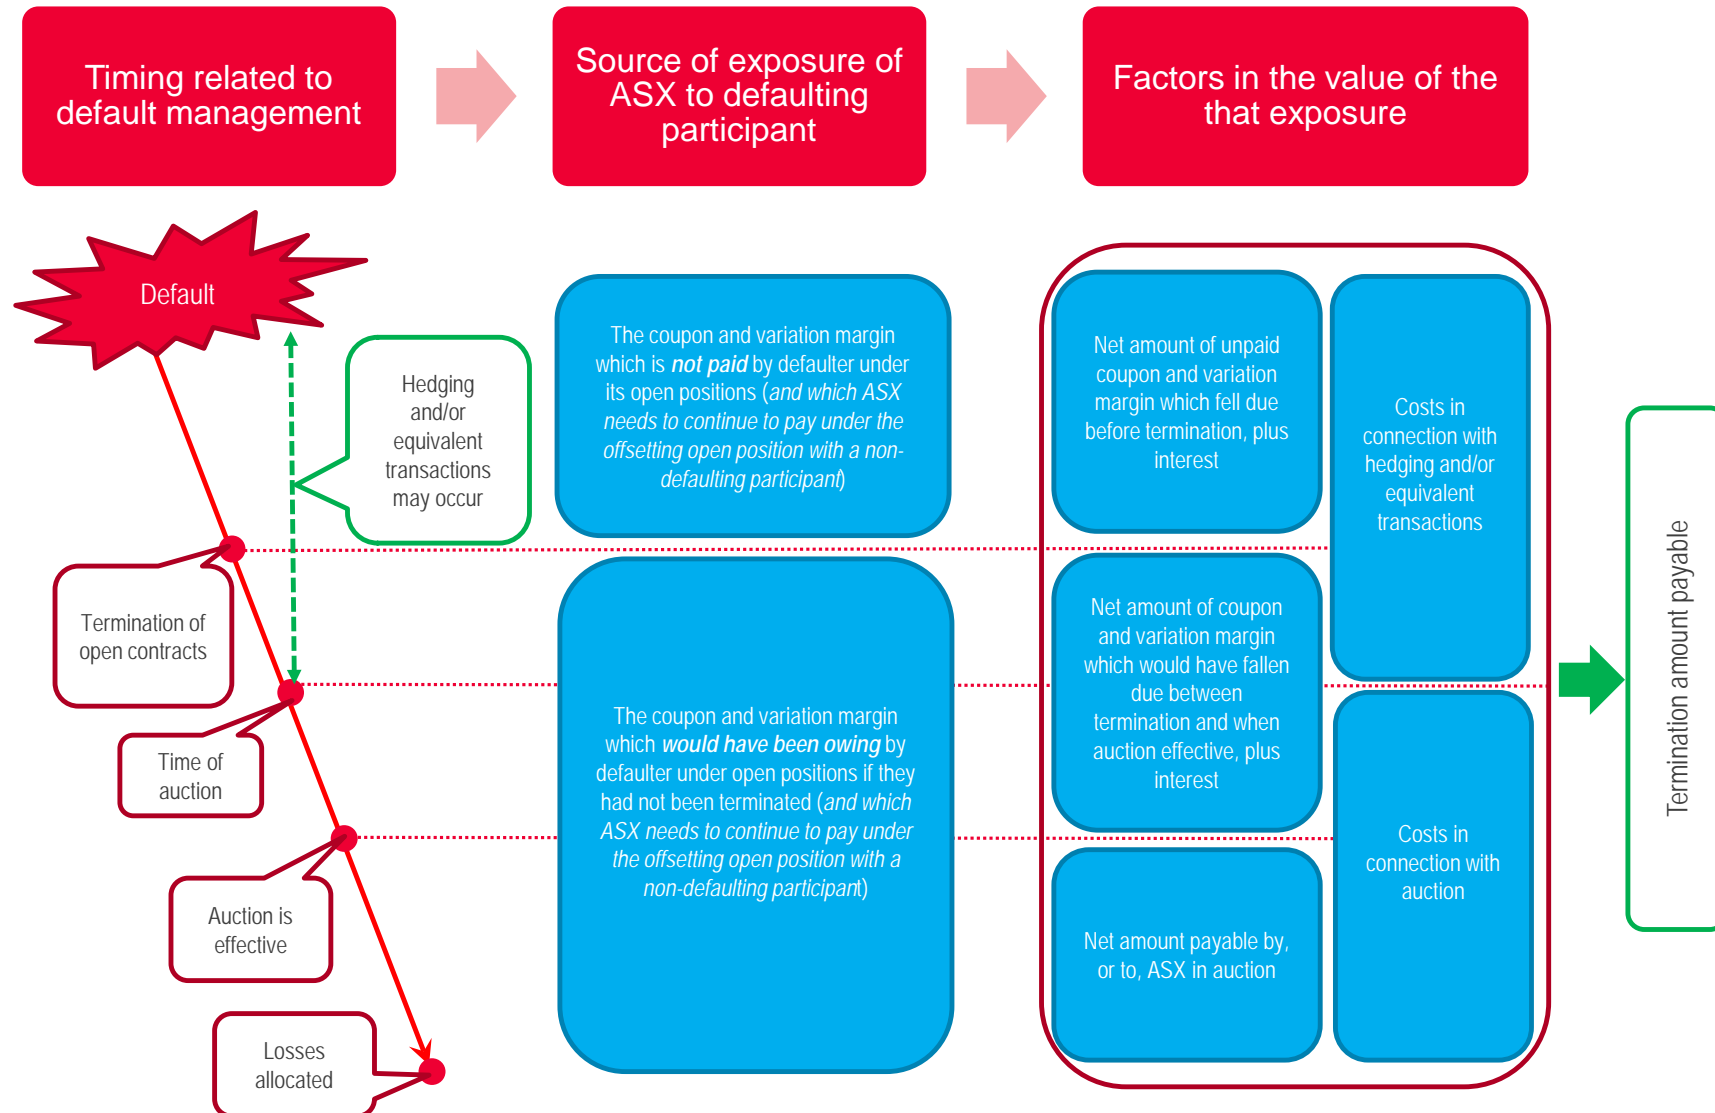 Timing related to
default management
Source of exposure of
ASX to defaulting
participant
Factors in the value of the
that exposure
Default
Hedging
and/or
equivalent
transactions
may occur
Termination of
open contracts
Time of
auction
Auction is
effective
Losses
allocated
The coupon and variation margin
which is not paid by defaulter under
its open positions (and which ASX
needs to continue to pay under the
offsetting open position with a non-
defaulting participant)
The coupon and variation margin
which would have been owing by
defaulter under open positions if they
had not been terminated (and which
ASX needs to continue to pay under
the offsetting open position with a
non-defaulting participant)
Net amount of unpaid
coupon and variation
margin which fell due
before termination, plus
interest
Net amount of coupon
and variation margin
which would have fallen
due between
termination and when
auction effective, plus
interest
Net amount payable by,
or to, ASX in auction
Costs in
connection with
hedging and/or
equivalent
transactions
Costs in
connection with
auction
Termination amount payable